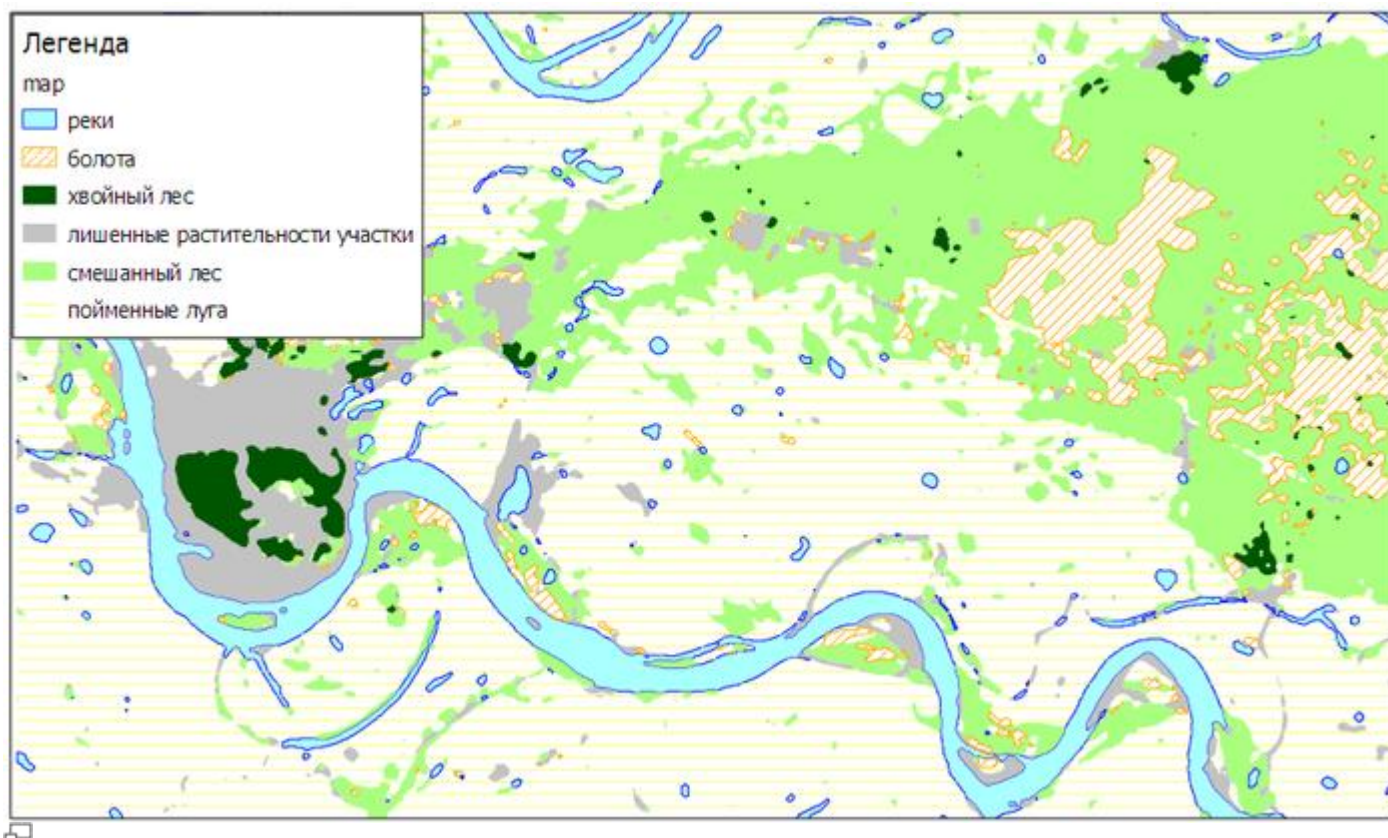 Легенда
map
реки
болота
хвойный лес
лишенные растительности участки
смешанный лес
пойменные луга